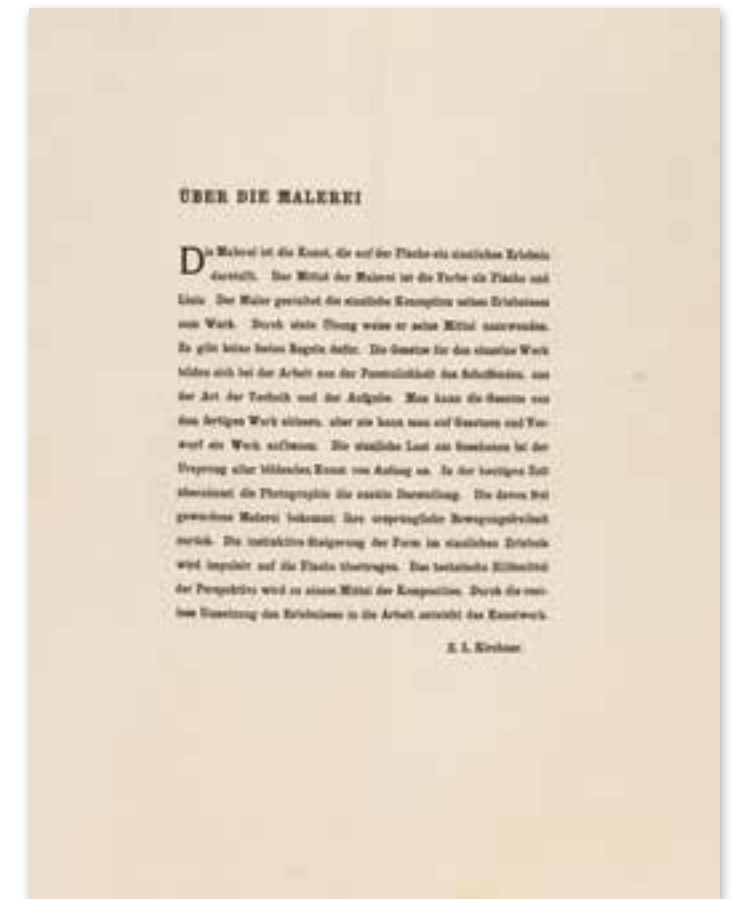 ÜBER DIE MALEREI
Die Malerei ist die Kunst, die auf der Fläche ein sinnliches Erlebnis
darstellt. Das Mittel der Malerei ist die Farbe als Fläche und
Linie. Der Maler gestaltet die sinnliche Konzeption seines Erlebnisses
zum Werk. Durch stete Übung weiss er seine Mittel anzuwenden.
Es gibt keine festen Regeln dafür. Die Gesetze für das einzelne Werk
bilden sich bei der Arbeit aus der Persönlichkeit des Schaffenden, aus
der Art der Technik und der Aufgabe. Man kann die Gesetze aus
dem fertigen Werk ablesen, aber nie kann man auf Gesetzen und Vor-
wurf ein Werk aufbauen. Die sinnliche Lust am Gesehenen ist der
Ursprung aller bildenden Kunst von Anfang an. In der heutigen Zeit
übernimmt die Photographie die exakte Darstellung. Die davon frei
gewordene Malerei bekommt ihre ursprüngliche Bewegungsfreiheit
zurück. Die instinktive Steigerung der Form im sinnlichen Erlebnis
wird impulsiv auf die Fläche übertragen. Das technische Hilfsmittel
der Perspektive wird zu einem Mittel der Komposition. Durch die rest-
lose Umsetzung des Erlebnisses in die Arbeit entsteht das Kunstwerk.
E. L. Kirchner.